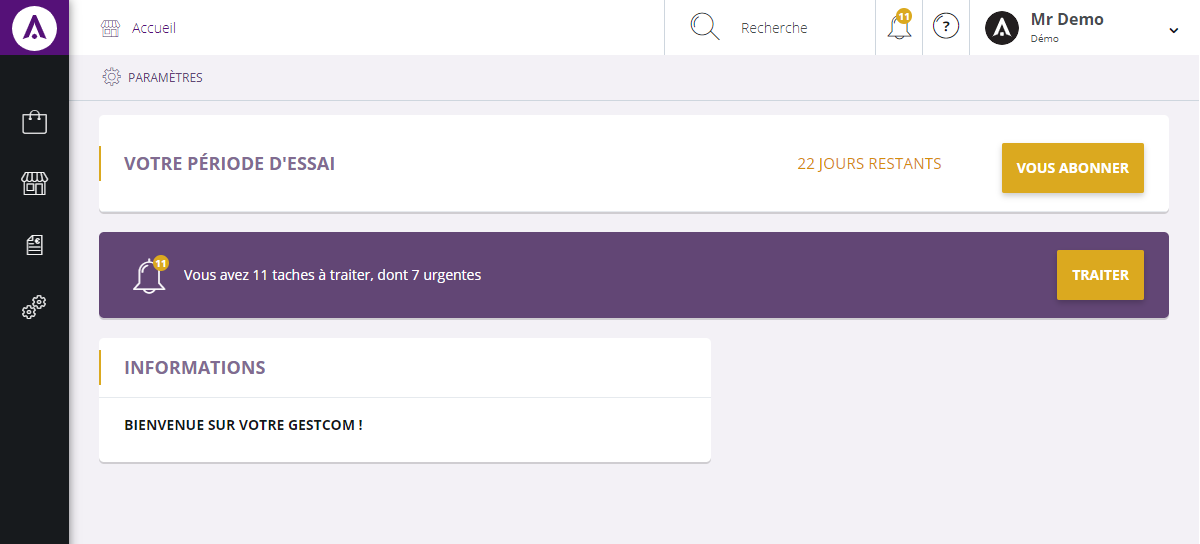 Accueil
Recherche
11
?
Mr Demo
Démo
PARAMÈTRES
VOTRE PÉRIODE D'ESSAI
22 JOURS RESTANTS
VOUS ABONNER
11
Vous avez 11 taches à traiter, dont 7 urgentes
TRAITER
INFORMATIONS
BIENVENUE SUR VOTRE GESTCOM !